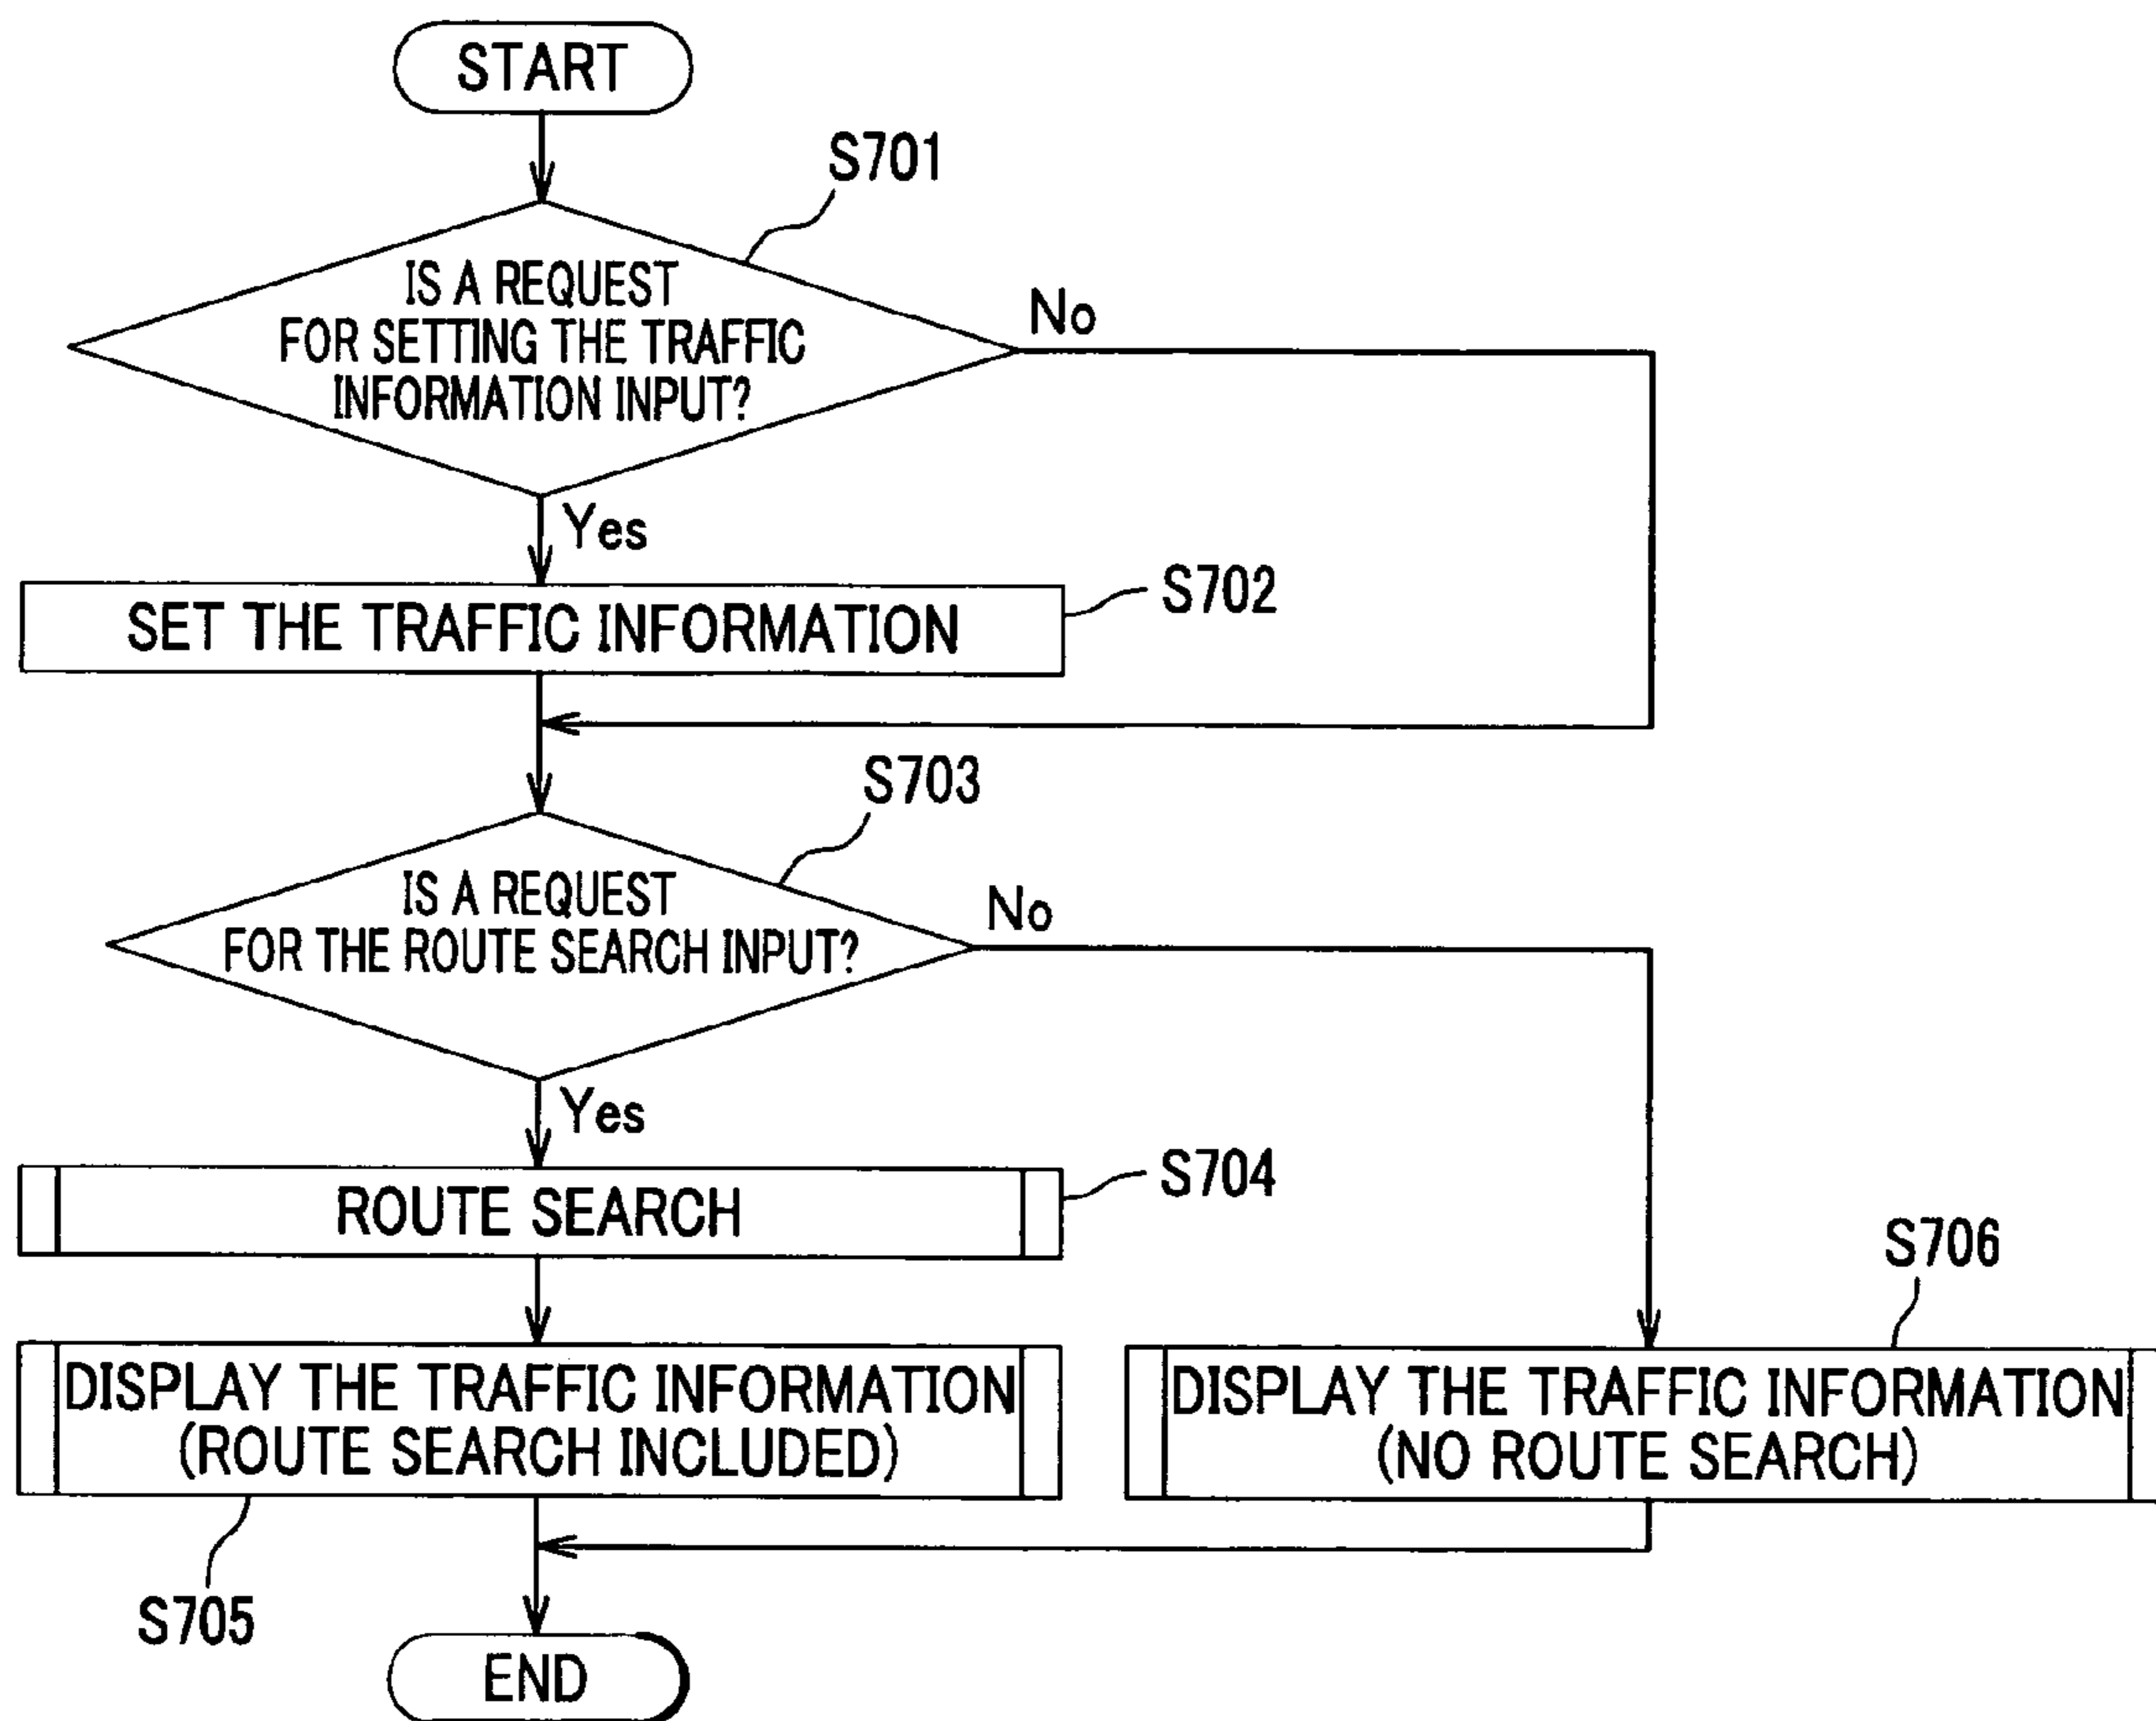 START
S701
IS A REQUEST
FOR SETTING THE TRAFFIC
INFORMATION INPUT?
No
Yes
S702
SET THE TRAFFIC INFORMATION
S703
IS A REQUEST
FOR THE ROUTE SEARCH INPUT?
No
Yes
S704
ROUTE SEARCH
S706
DISPLAY THE TRAFFIC INFORMATION
(ROUTE SEARCH INCLUDED)
DISPLAY THE TRAFFIC INFORMATION
(NO ROUTE SEARCH)
S705
END